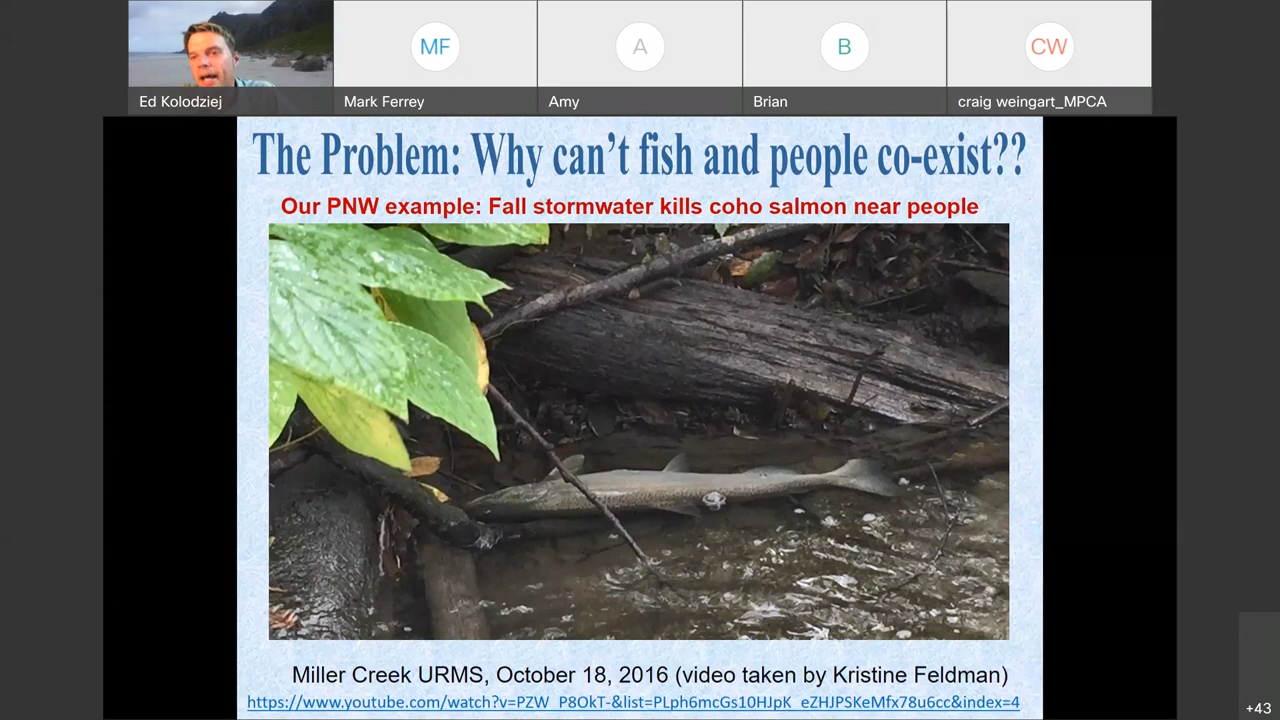 MF
A
B
CW
Ed Kolodziej
Mark Ferrey
Amy
Brian
craig weingart_MPCA
The Problem: Why can't fish and people co-exist??
Our PNW example: Fall stormwater kills coho salmon near people
Miller Creek URMS, October 18, 2016 (video taken by Kristine Feldman)
https://www.youtube.com/watch?v=PZW_P8OkT-&list=PLph6mcGs10HJpK_eZHJPSKeMfx78u6cc&index=4
+43